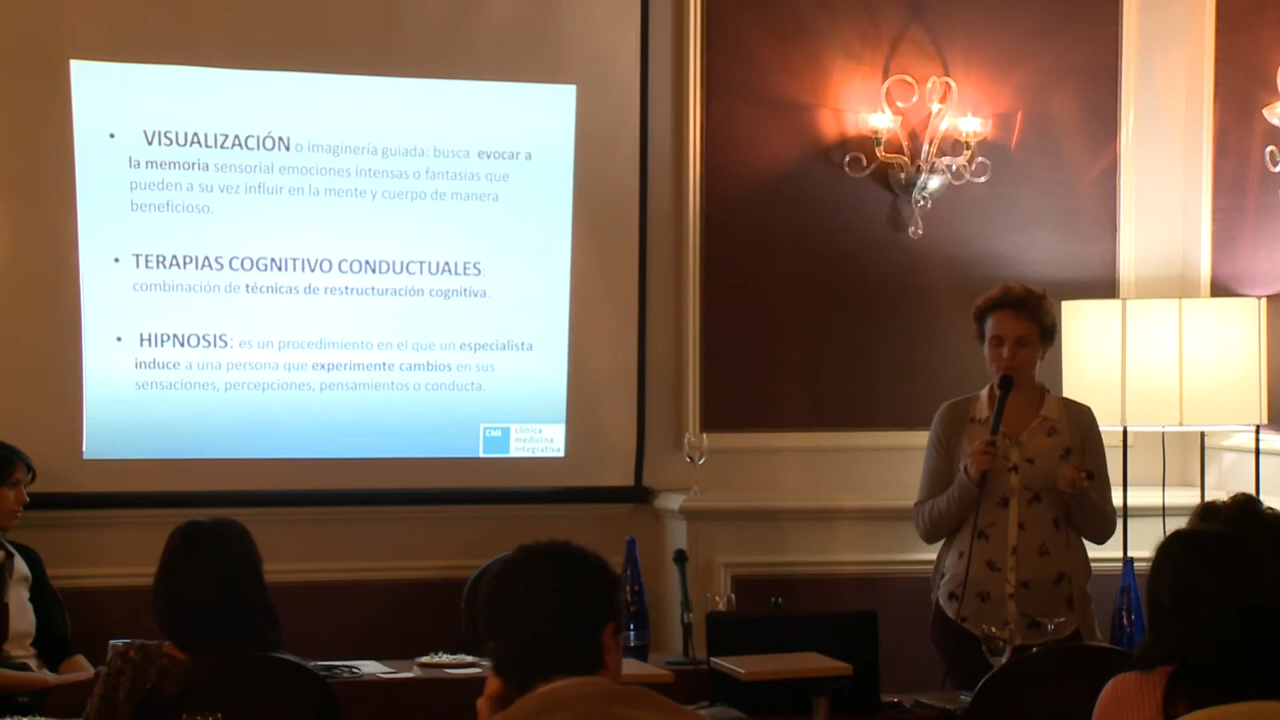 • VISUALIZACIÓN o imaginería guiada: busca evocar a
la memoria sensorial emociones intensas o fantasías que
pueden a su vez influir en la mente y cuerpo de manera
beneficioso.
• TERAPIAS COGNITIVO CONDUCTUALES:
combinación de técnicas de restructuración cognitiva.
• HIPNOSIS: es un procedimiento en el que un especialista
induce a una persona que experimente cambios en sus
sensaciones, percepciones, pensamientos o conducta.
CMI
clínica
medicina
integrativa